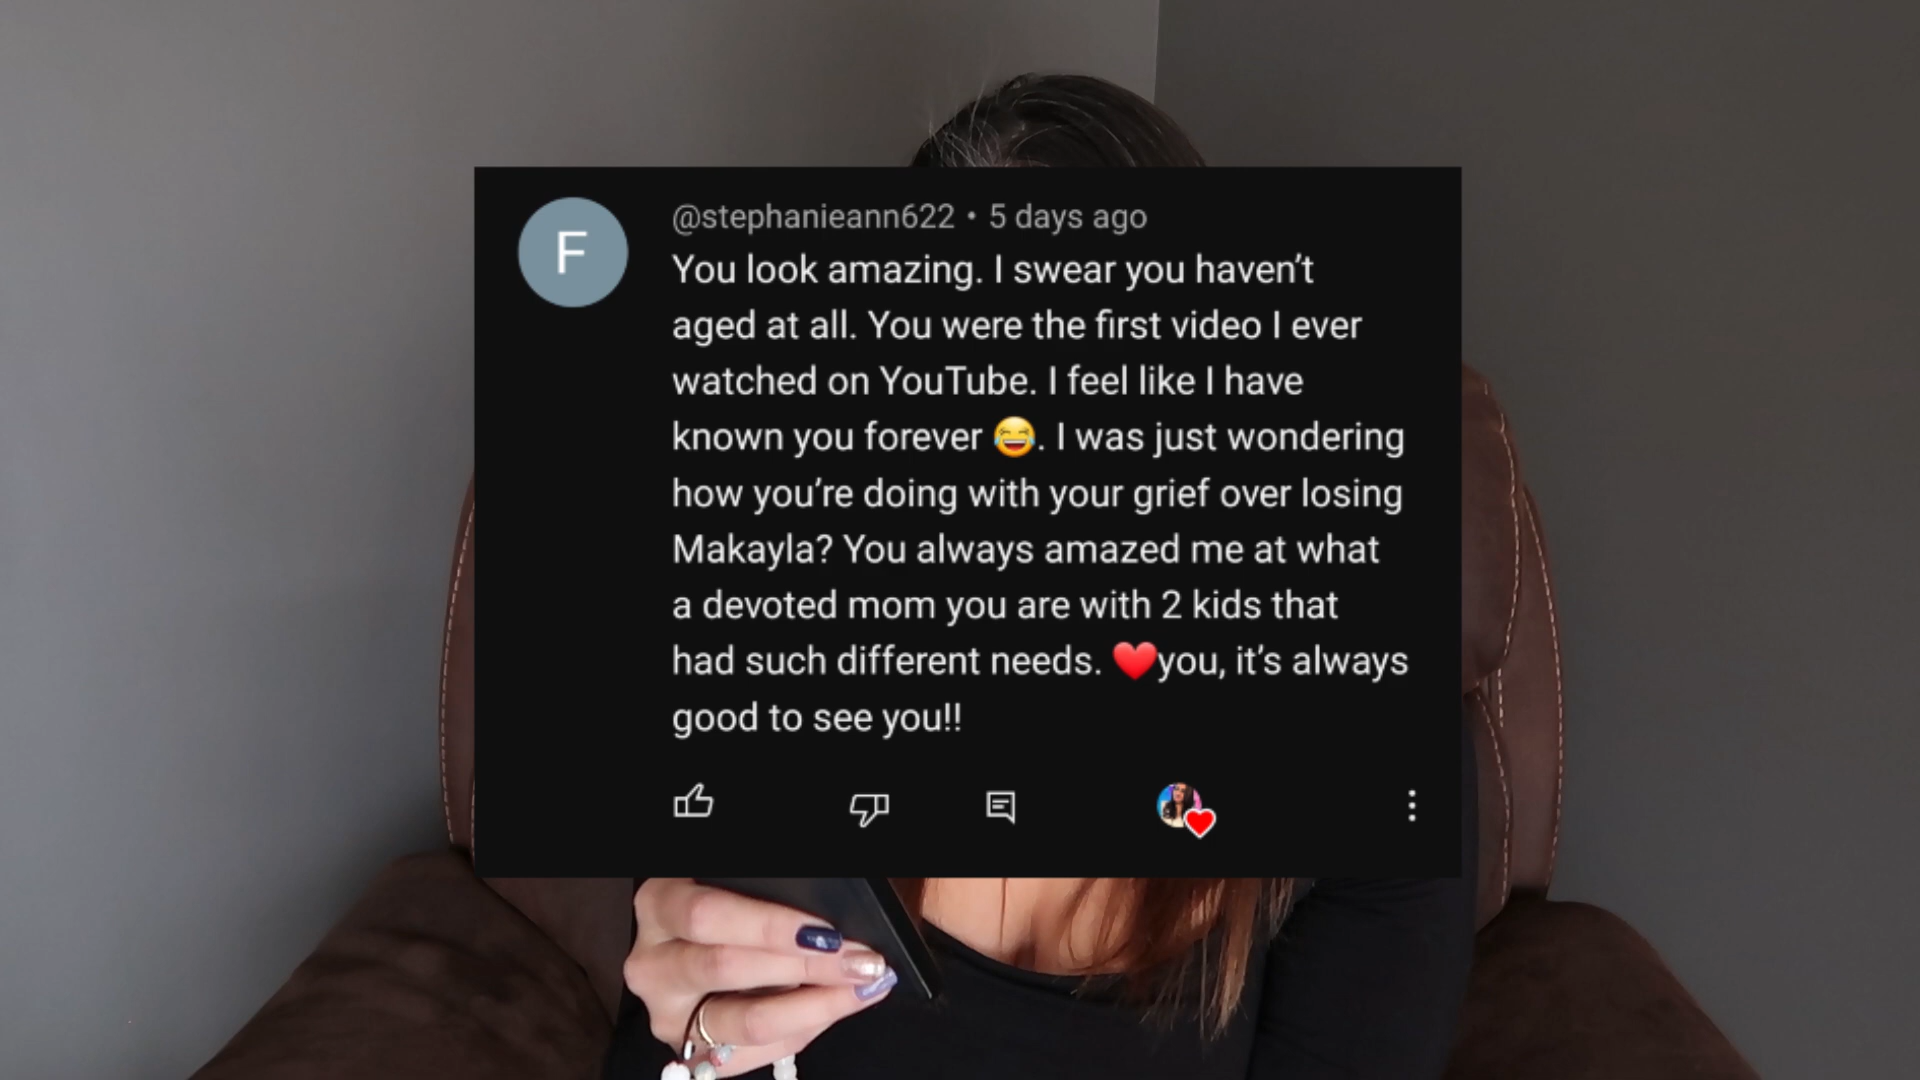 F
@stephanieann622 • 5 days ago
You look amazing. I swear you haven’t
aged at all. You were the first video I ever
watched on YouTube. I feel like I have
known you forever 😂. I was just wondering
how you’re doing with your grief over losing
Makayla? You always amazed me at what
a devoted mom you are with 2 kids that
had such different needs. ❤️you, it’s always
good to see you!!